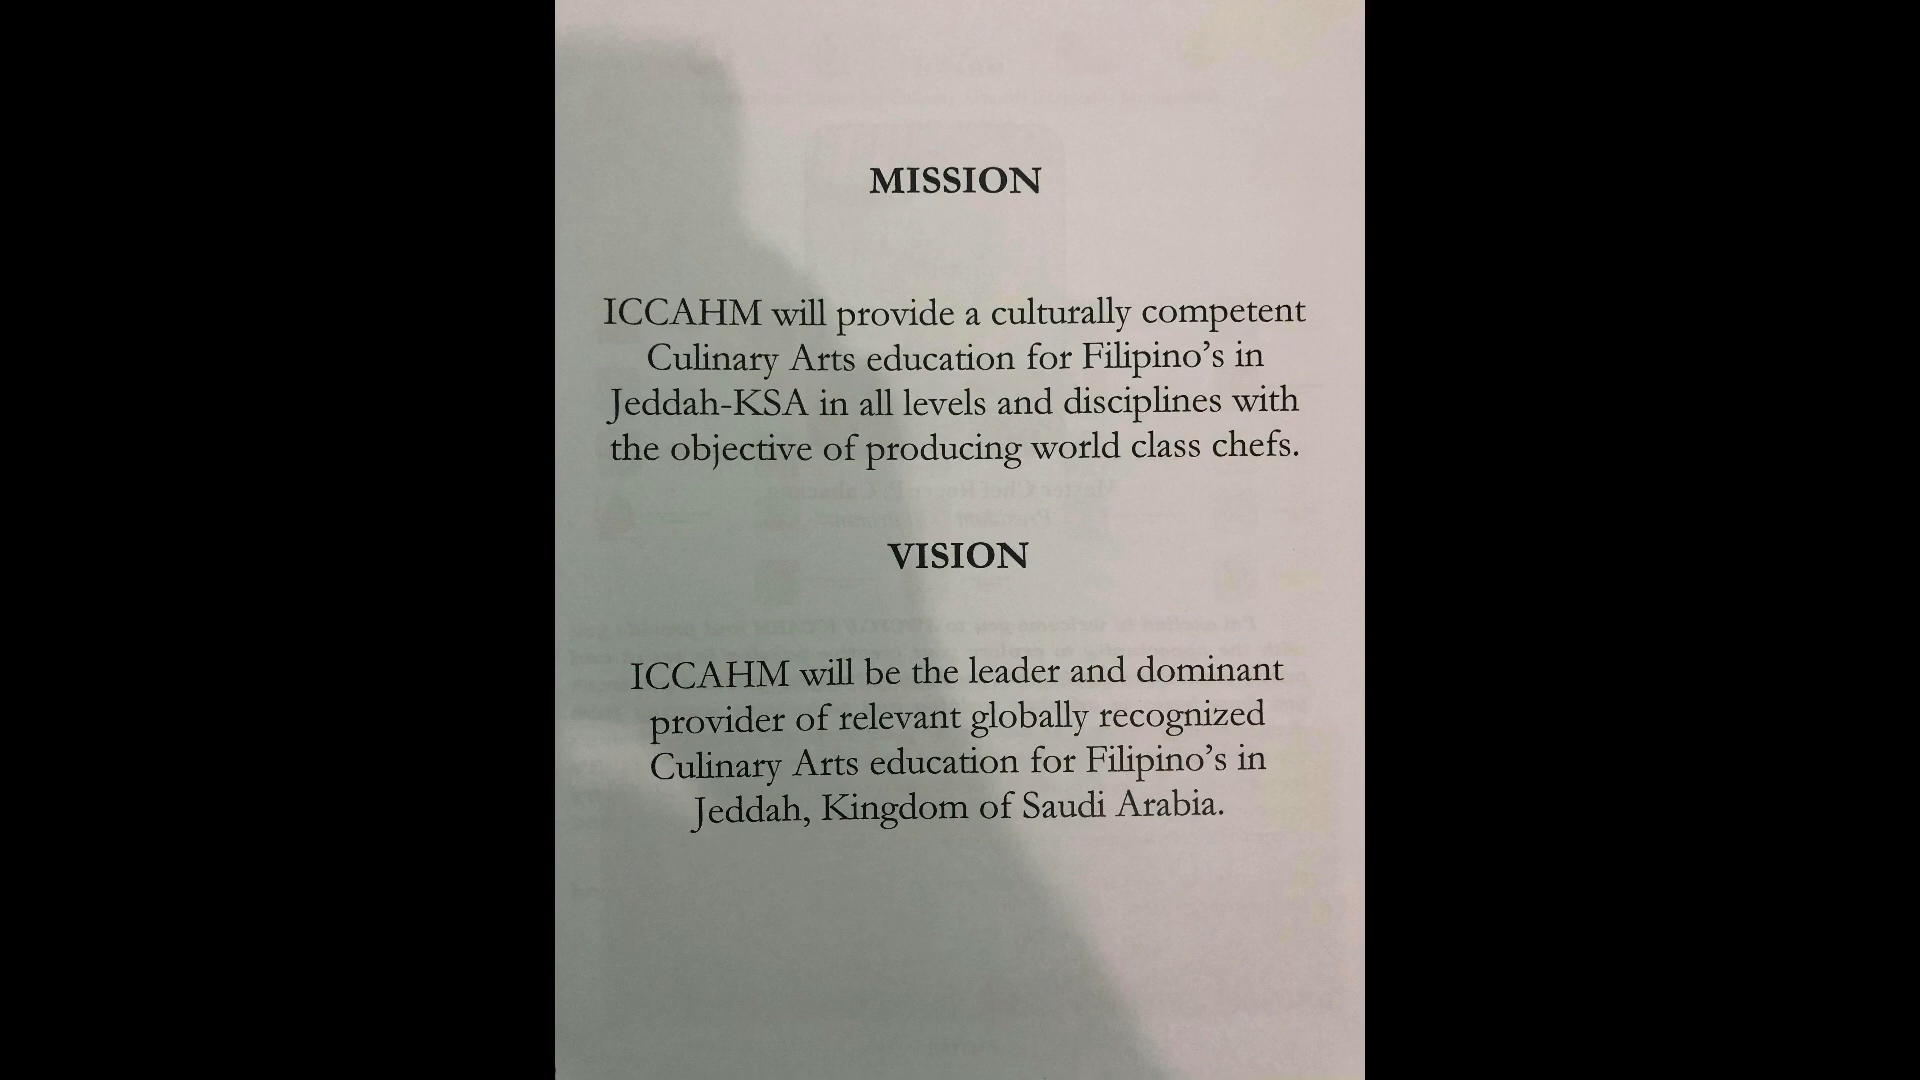 MISSION
ICCAHM will provide a culturally competent
Culinary Arts education for Filipino’s in
Jeddah-KSA in all levels and disciplines with
the objective of producing world class chefs.
VISION
ICCAHM will be the leader and dominant
provider of relevant globally recognized
Culinary Arts education for Filipino’s in
Jeddah, Kingdom of Saudi Arabia.